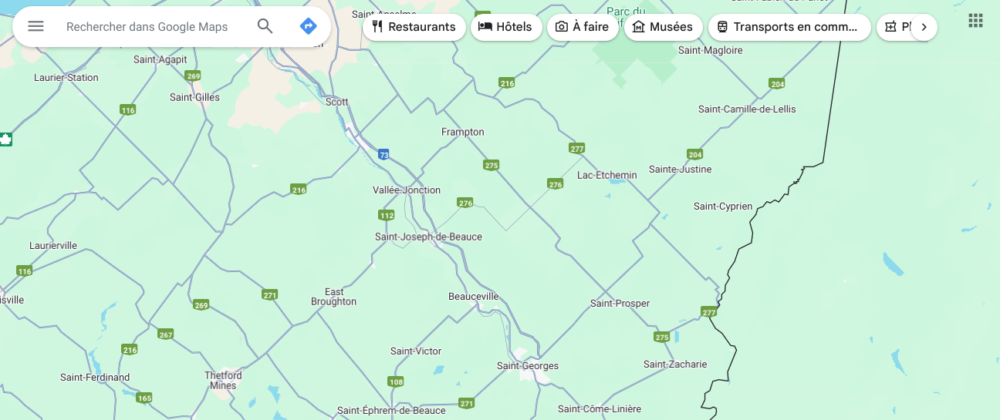 Rechercher dans Google Maps
Restaurants
Hôtels
À faire
Musées
Transports en comm...
Saint-Anselme
Parc du
Saint-Magloire
Saint-Agapit
Laurier-Station
269
216
204
Saint-Gilles
Scott
116
Saint-Camille-de-Lellis
Frampton
277
73
204
275
Sainte-Justine
Lac-Etchemin
276
216
Vallée-Jonction
276
Saint-Cyprien
112
Saint-Joseph-de-Beauce
Laurierville
116
271
East
Broughton
Beauceville
isville
269
Saint-Prosper
277
267
275
216
Saint-Victor
Saint-Georges
Saint-Zacharie
Saint-Ferdinand
Thetford
Mines
108
165
271
Saint-Éphrem-de-Beauce
Saint-Côme-Linière